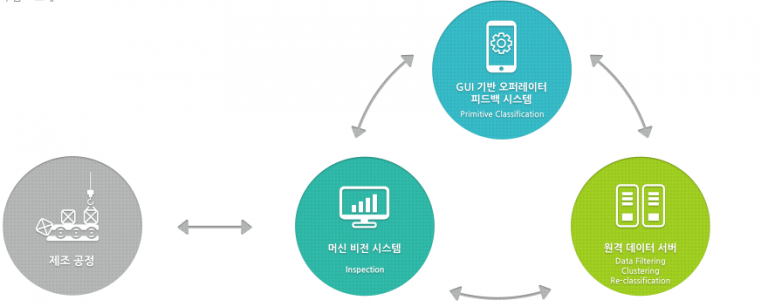 GUI 기반 오퍼레이터
피드백 시스템
Primitive Classification
제조 공정
머신 비전 시스템
Inspection
원격 데이터 서버
Data Filtering
Clustering
Re-classification